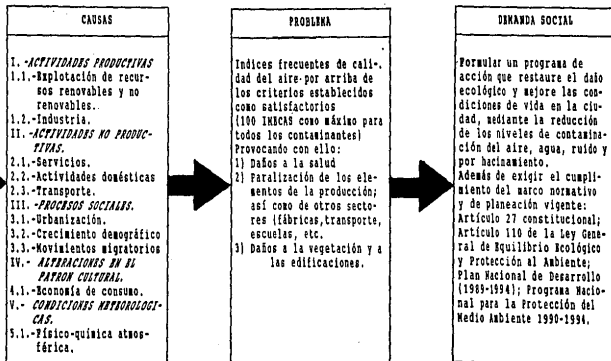 CAUSAS
I. -ACTIVIDADES PRODUCTIVAS
1.1.-Explotación de recur-
sos renovables y no
renovables.
1.2.-Industria.
II. -ACTIVIDADES NO PRODUC-
TIVAS.
2.1.-Servicios.
2.2.-Actividades domésticas
2.3.-Transporte.
III. -PROCESOS SOCIALES.
3.1.-Urbanización.
3.2.-Crecimiento demográfico
3.3.-Movimientos migratorios
IV.- ALTERACIONES EN EL
PATRON CULTURAL.
4.1.-Economía de consumo.
V.- CONDICIONES METEOROLOGI-
CAS.
5.1.-Físico-química atmos-
férica.
PROBLEMA
Indices frecuentes de cali-
dad del aire por arriba de
los criterios establecidos
como satisfactorios
(100 IMECAS como máximo para
todos los contaminantes)
Provocando con ello:
1) Daños a la salud
2) Paralización de los ele-
mentos de la producción;
así como de otros secto-
res (fábricas,transporte,
escuelas, etc.
3) Daños a la vegetación y a
las edificaciones.
DEMANDA SOCIAL
Formular un programa de
acción que restaure el daño
ecológico y mejore las con-
diciones de vida en la ciu-
dad, mediante la reducción
de los niveles de contamina-
ción del aire, agua, ruido y
por hacinamiento.
Además de exigir el cumpli-
miento del marco normativo
y de planeación vigente:
Artículo 27 constitucional;
Artículo 110 de la Ley Gene-
ral de Equilibrio Ecológico
y Protección al Ambiente;
Plan Nacional de Desarrollo
(1989-1994); Programa Nacio-
nal para la Protección del
Medio Ambiente 1990-1994.